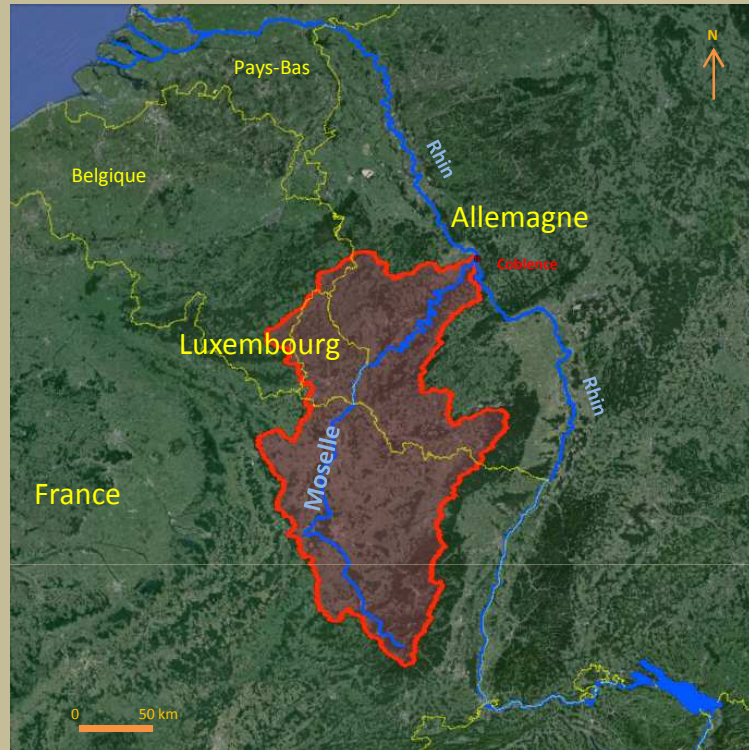 N
Pays-Bas
Belgique
Rhin
Allemagne
Coblence
Luxembourg
Rhin
Moselle
France
0 50 km